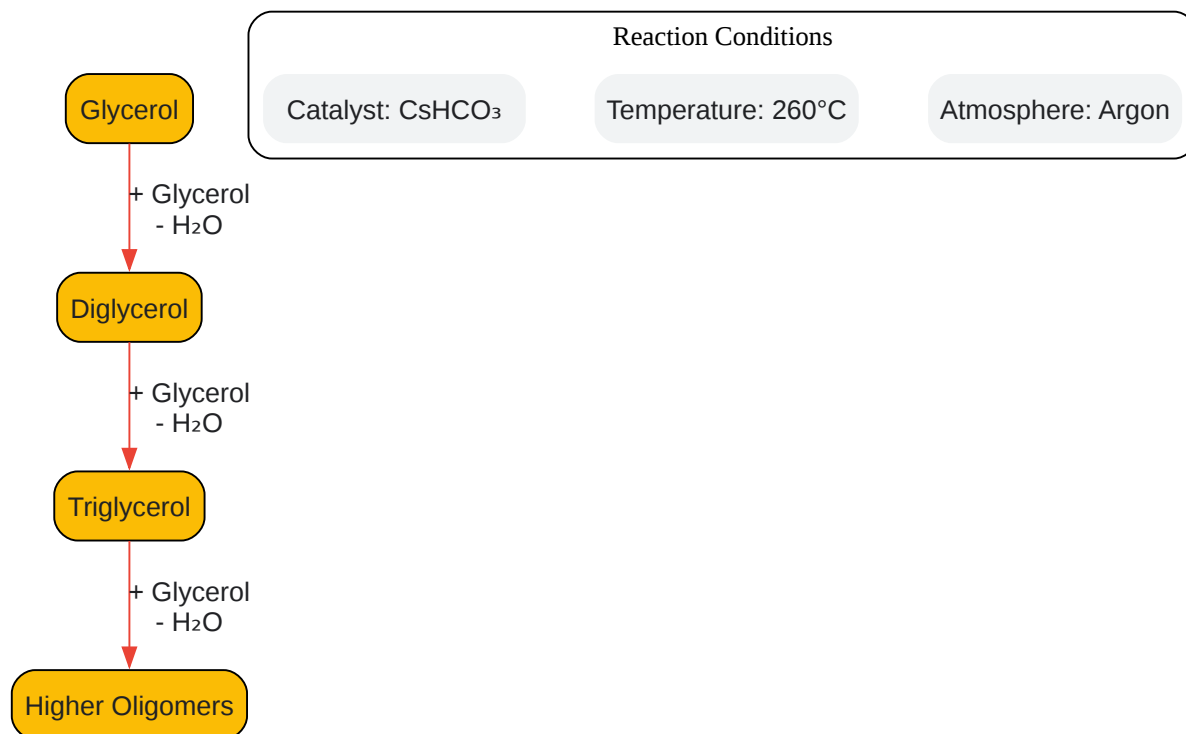 Reaction Conditions
Glycerol
Catalyst: CsHCO₃
Temperature: 260°C
Atmosphere: Argon
+ Glycerol
- H₂O
Diglycerol
+ Glycerol
- H₂O
Triglycerol
+ Glycerol
- H₂O
Higher Oligomers